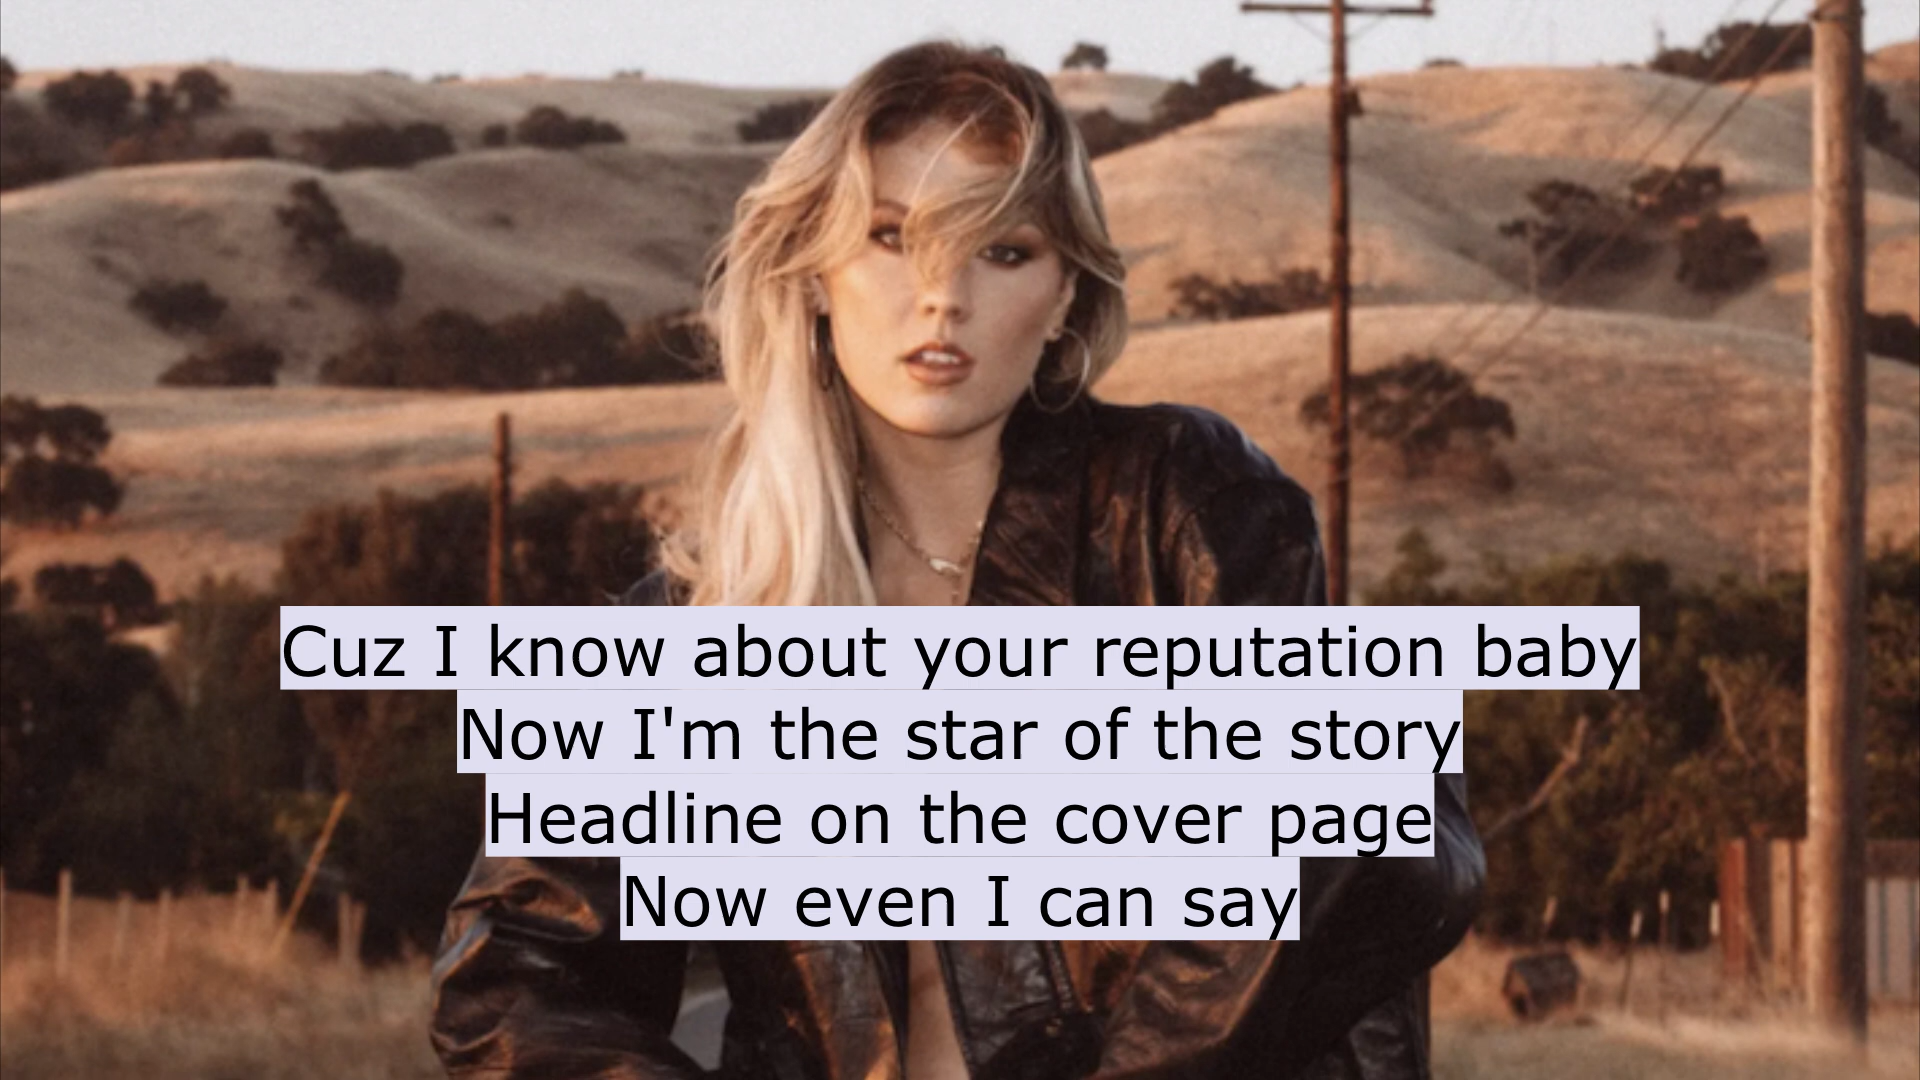 Cuz I know about your reputation baby
Now I'm the star of the story
Headline on the cover page
Now even I can say